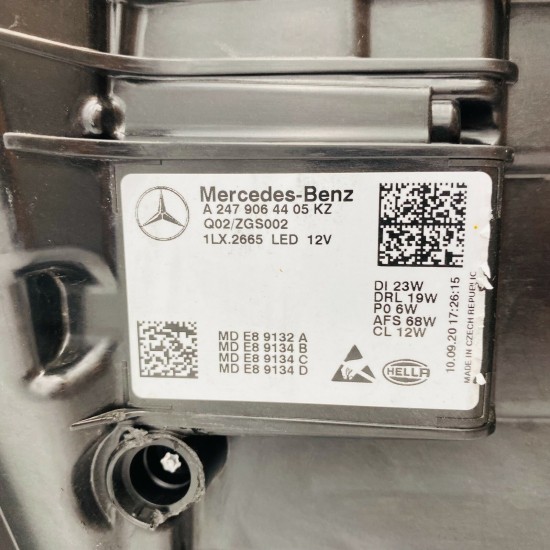 Mercedes-Benz
A 247 906 44 05 KZ
Q02/ZGS002
1LX.2665 LED 12V
DI 23W
DRL 19W
P0 6W
AFS 68W
CL 12W
MD E8 9132 A
MD E8 9134 B
MD E8 9134 C
MD E8 9134 D
HELLA
10.09.20 17:26:15
MADE IN CZECH REPUBLIC